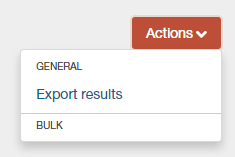 Actions
GENERAL
Export results
BULK